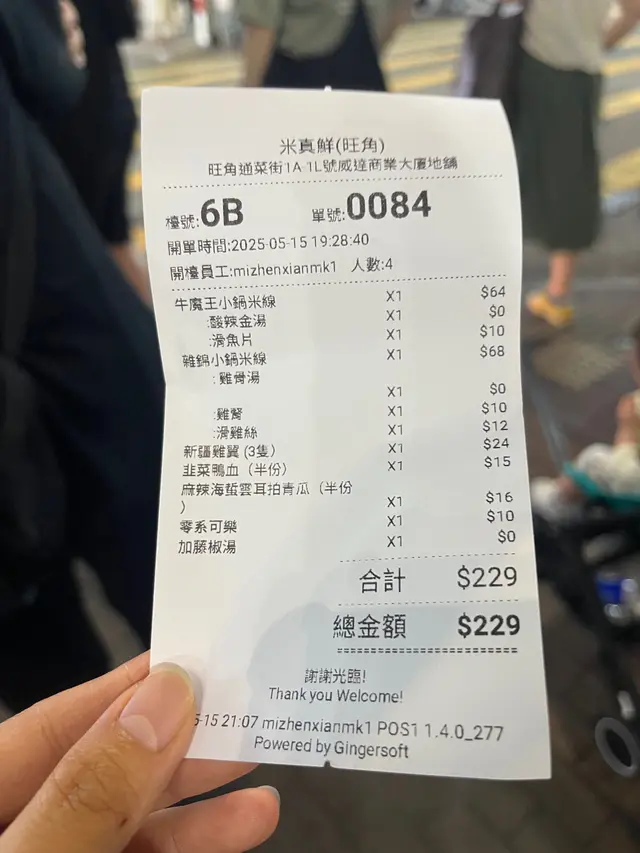 米真鮮(旺角)
旺角通菜街1A-1L號威達商業大廈地舖
檯號:6B 單號:0084
開單時間:2025-05-15 19:28:40
開檯員工:mizhenxianmk1 人數:4
牛魔王小鍋米線 X1 $64
:酸辣金湯 X1 $0
:滑魚片 X1 $10
雜錦小鍋米線 X1 $68
:雞骨湯
X1 $0
:雞腎 X1 $10
:滑雞絲 X1 $12
新疆雞翼 (3隻) X1 $24
韭菜鴨血 (半份) X1 $15
麻辣海蜇雲耳拍青瓜 (半份
) X1 $16
零系可樂 X1 $10
加藤椒湯 X1 $0
合計 $229
總金額 $229
謝謝光臨!
Thank you Welcome!
5-15 21:07 mizhenxianmk1 POS1 1.4.0_277
Powered by Gingersoft